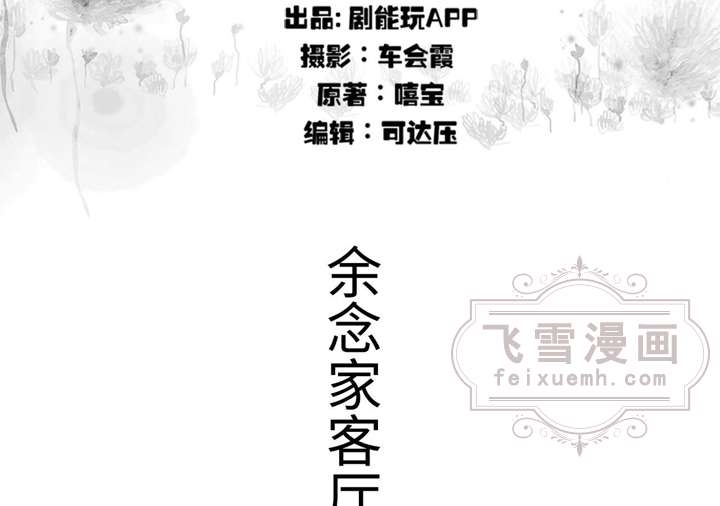 出品: 剧能玩APP
摄影：车会霞
原著：嘻宝
编辑：可达压
余念家客厅
飞雪漫画
feixuemh.com